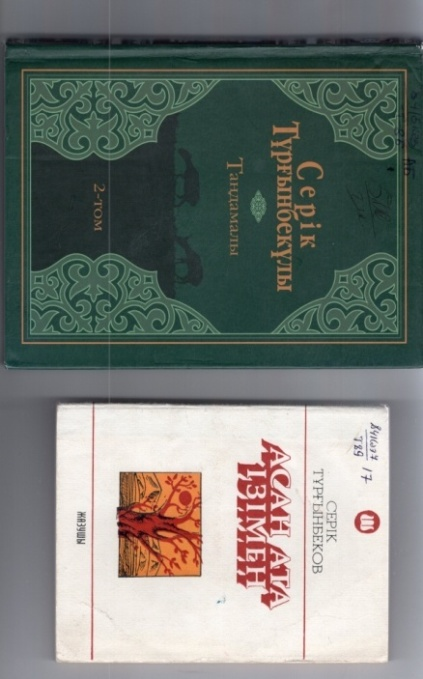 Серік
Тұрғынбекұлы
Таңдамалы
2-том
СЕРІК
ТҰРҒЫНБЕКОВ
АСАН АТА
ІЗІМЕН
ЖАЗУШЫ